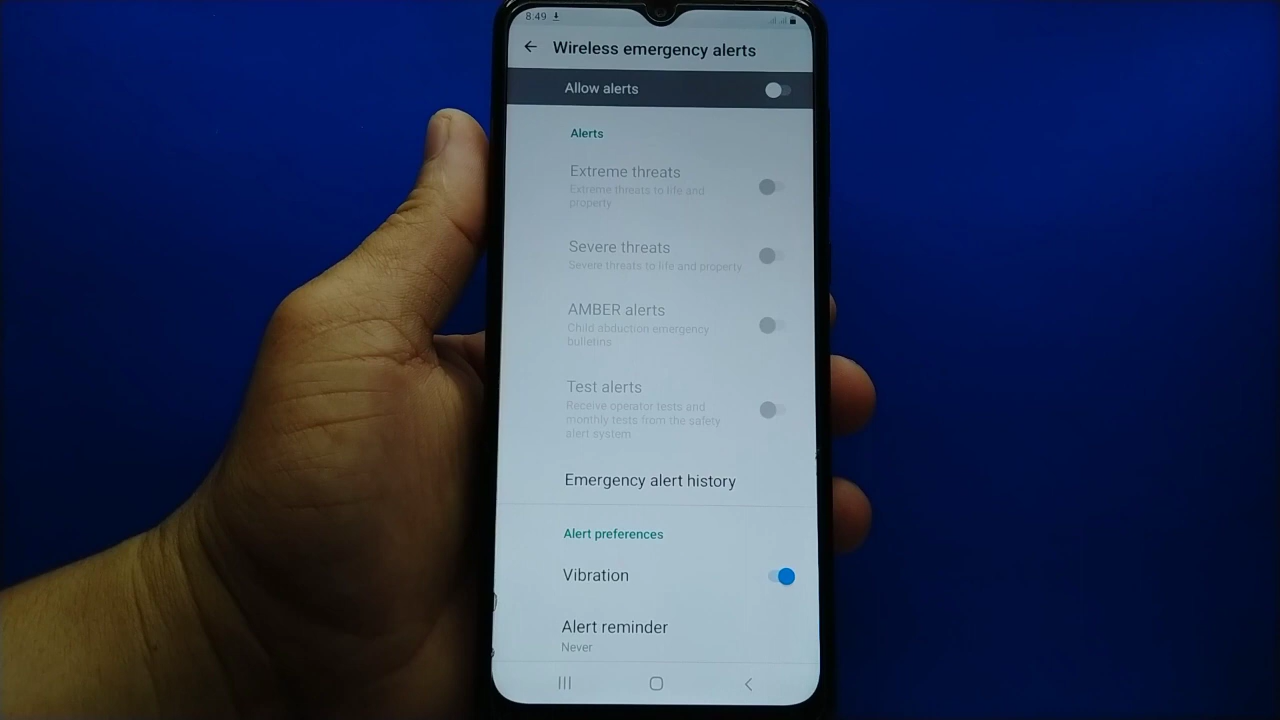 8:49
Wireless emergency alerts
Allow alerts
Alerts
Extreme threats
Extreme threats to life and
property
Severe threats
Severe threats to life and property
AMBER alerts
Child abduction emergency
bulletins
Test alerts
Receive operator tests and
monthly tests from the safety
alert system
Emergency alert history
Alert preferences
Vibration
Alert reminder
Never